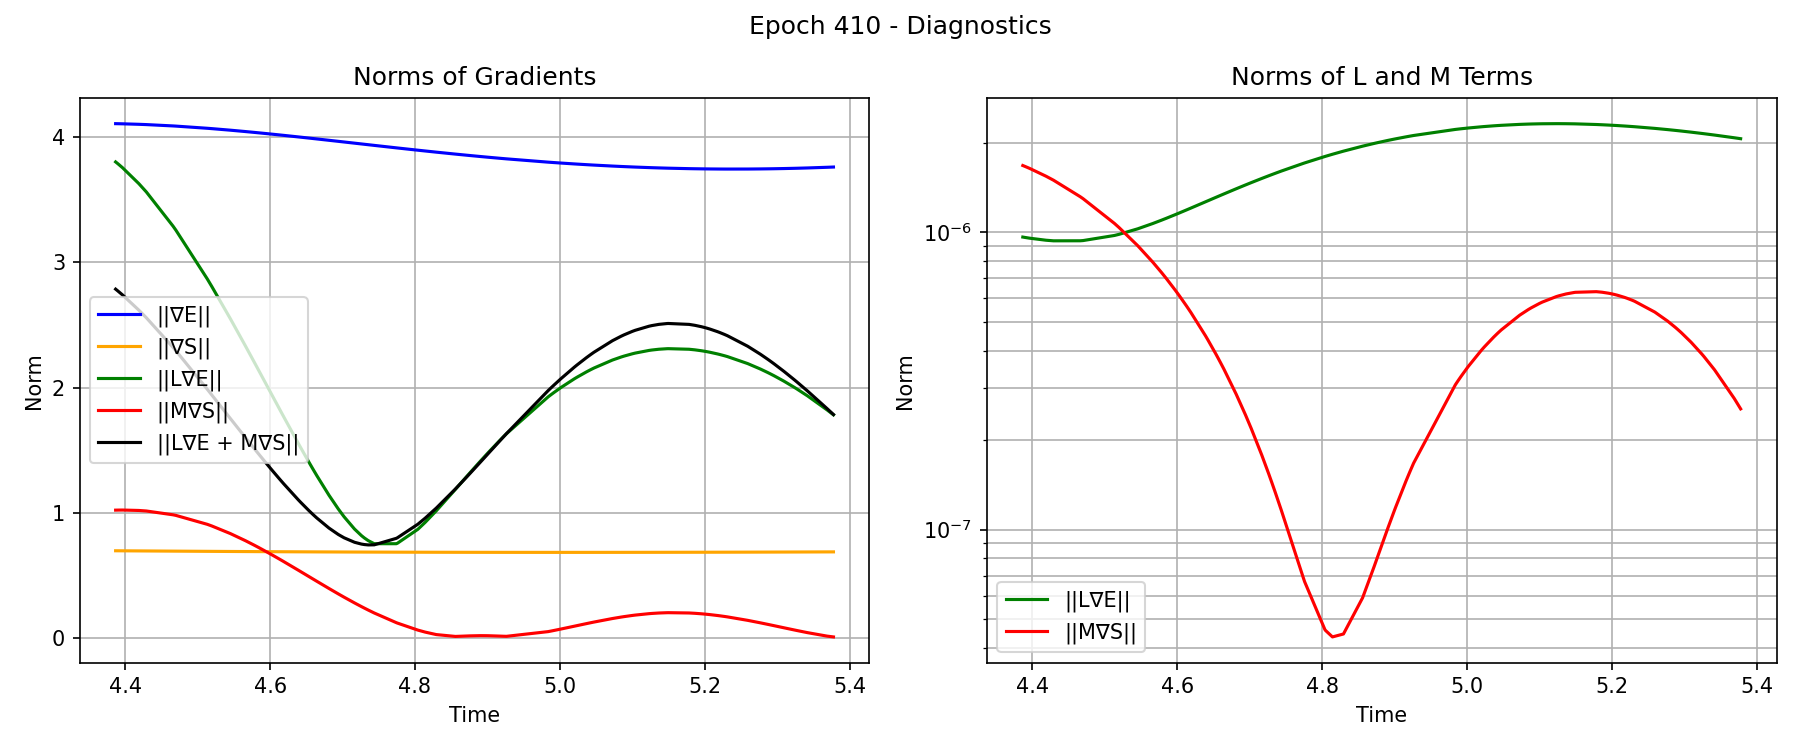 Epoch 410 - Diagnostics
Norms of Gradients
Norm
4
3
2
1
0
||∇E||
||∇S||
||L∇E||
||M∇S||
||L∇E + M∇S||
4.4 4.6 4.8 5.0 5.2 5.4
Time
Norms of L and M Terms
Norm
10⁻⁶
10⁻⁷
||L∇E||
||M∇S||
4.4 4.6 4.8 5.0 5.2 5.4
Time